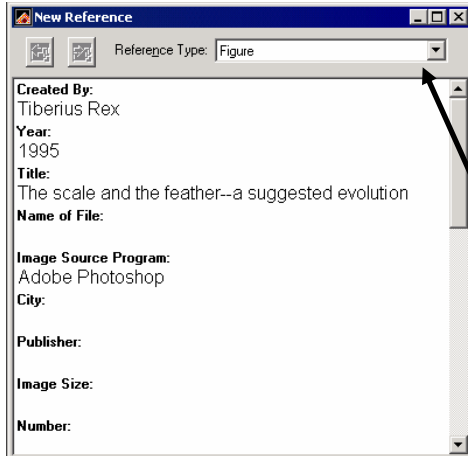 New Reference
Reference Type: Figure
Created By:
Tiberius Rex
Year:
1995
Title:
The scale and the feather--a suggested evolution
Name of File:
Image Source Program:
Adobe Photoshop
City:
Publisher:
Image Size:
Number: